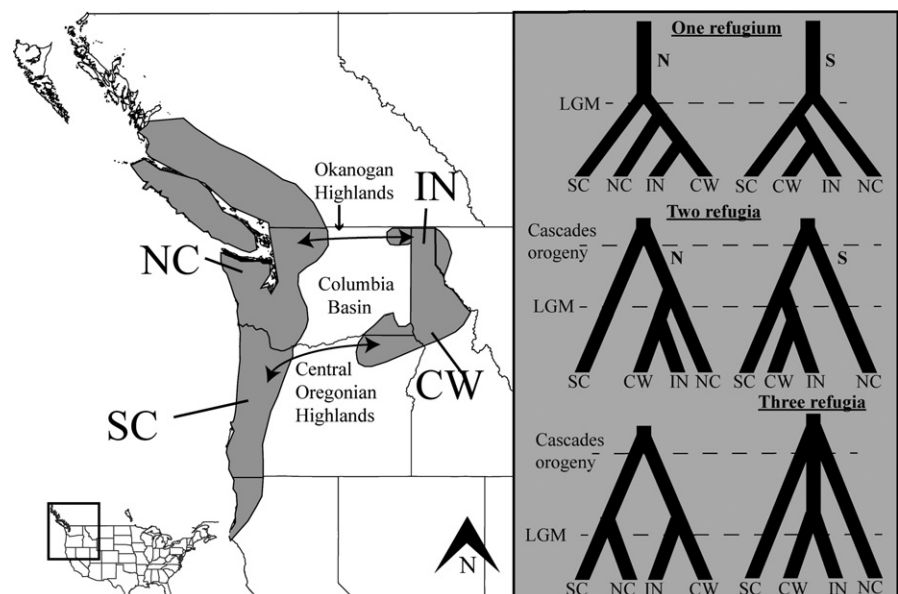 Okanogan
Highlands
IN
NC
Columbia
Basin
Central
Oregonian
Highlands
CW
SC
N
One refugium
N
S
LGM
SC NC IN CW
SC CW IN NC
Two refugia
Cascades
orogeny
N
S
LGM
SC CW IN NC
SC CW IN NC
Three refugia
Cascades
orogeny
LGM
SC NC IN CW
SC CW IN NC